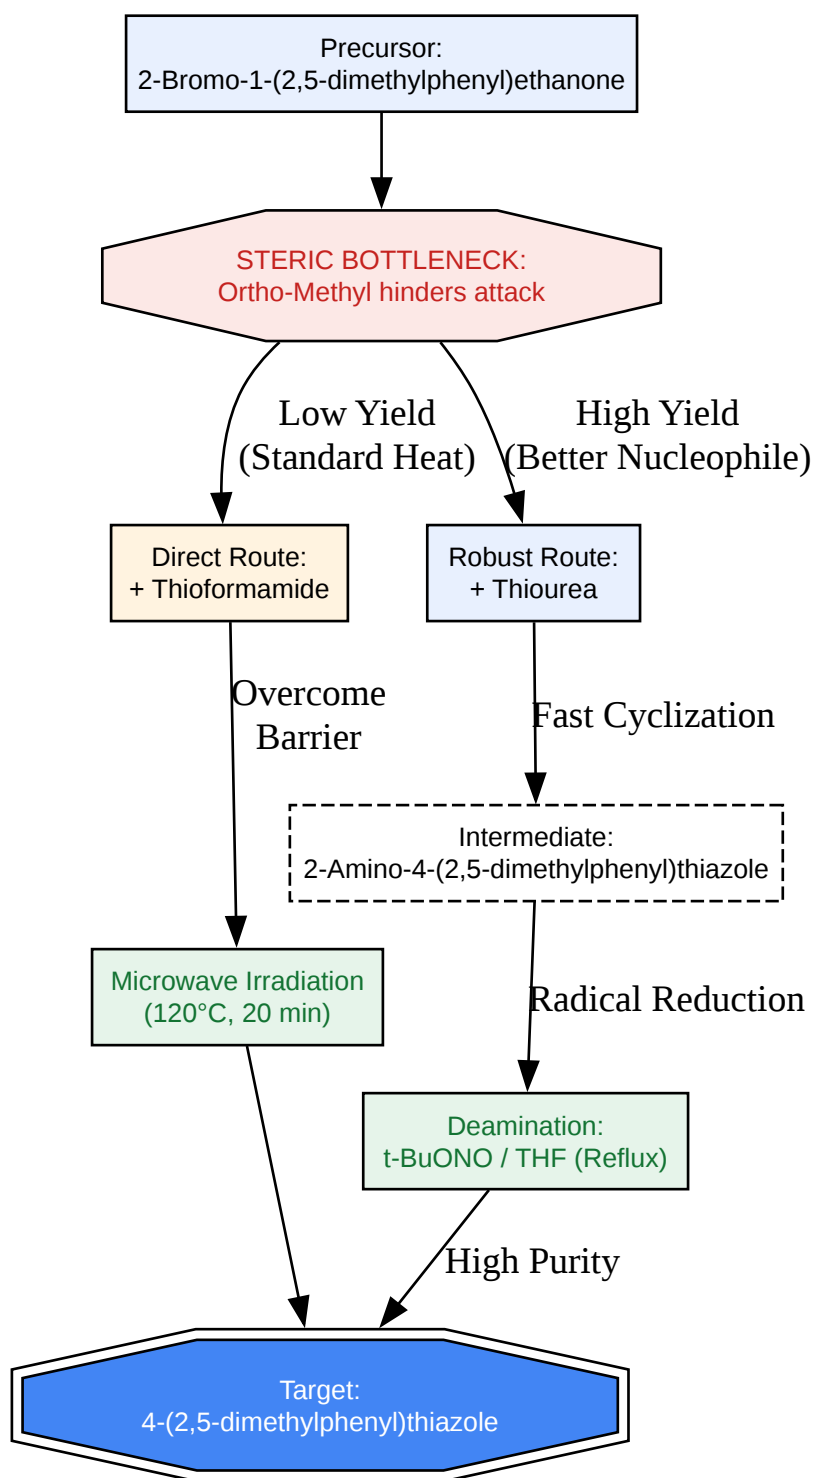 Precursor:
2-Bromo-1-(2,5-dimethylphenyl)ethanone
STERIC BOTTLENECK:
Ortho-Methyl hinders attack
Low Yield
(Standard Heat)
High Yield
(Better Nucleophile)
Direct Route:
+ Thioformamide
Robust Route:
+ Thiourea
Overcome
Barrier
Fast Cyclization
Intermediate:
2-Amino-4-(2,5-dimethylphenyl)thiazole
Microwave Irradiation
(120°C, 20 min)
Radical Reduction
Deamination:
t-BuONO / THF (Reflux)
High Purity
Target:
4-(2,5-dimethylphenyl)thiazole